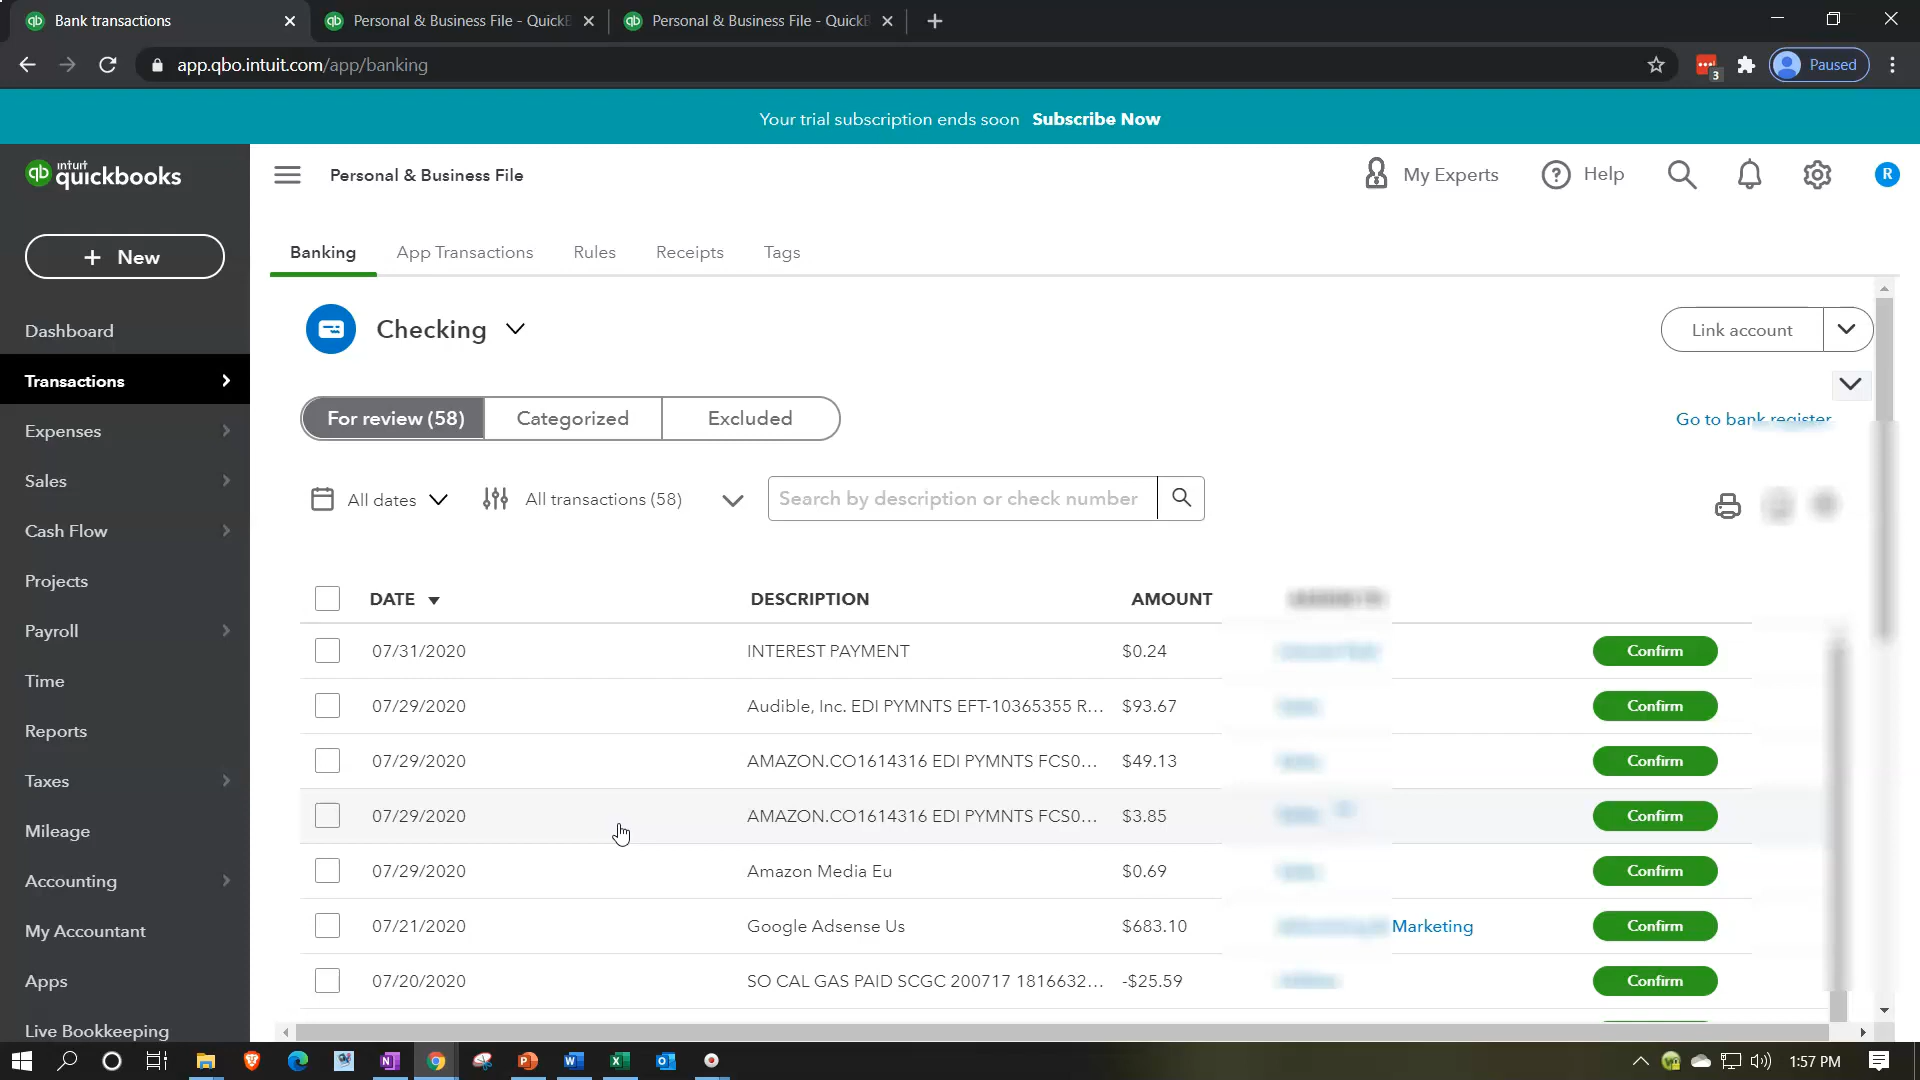 Bank transactions
Personal & Business File - QuickB
Personal & Business File - QuickB
app.qbo.intuit.com/app/banking
3
Paused
Your trial subscription ends soon Subscribe Now
intuit
quickbooks
qb
Personal & Business File
My Experts
Help
R
+ New
Banking
App Transactions
Rules
Receipts
Tags
Dashboard
Transactions
Expenses
Sales
Cash Flow
Projects
Payroll
Time
Reports
Taxes
Mileage
Accounting
My Accountant
Apps
Live Bookkeeping
Checking
Link account
For review (58)
Categorized
Excluded
Go to bank register
All dates
All transactions (58)
Search by description or check number
DATE DESCRIPTION AMOUNT
07/31/2020 INTEREST PAYMENT $0.24 Confirm
07/29/2020 Audible, Inc. EDI PYMNTS EFT-10365355 R... $93.67 Confirm
07/29/2020 AMAZON.CO1614316 EDI PYMNTS FCS0... $49.13 Confirm
07/29/2020 AMAZON.CO1614316 EDI PYMNTS FCS0... $3.85 Confirm
07/29/2020 Amazon Media Eu $0.69 Confirm
07/21/2020 Google Adsense Us $683.10 Marketing Confirm
07/20/2020 SO CAL GAS PAID SCGC 200717 1816632... -$25.59 Confirm
1:57 PM